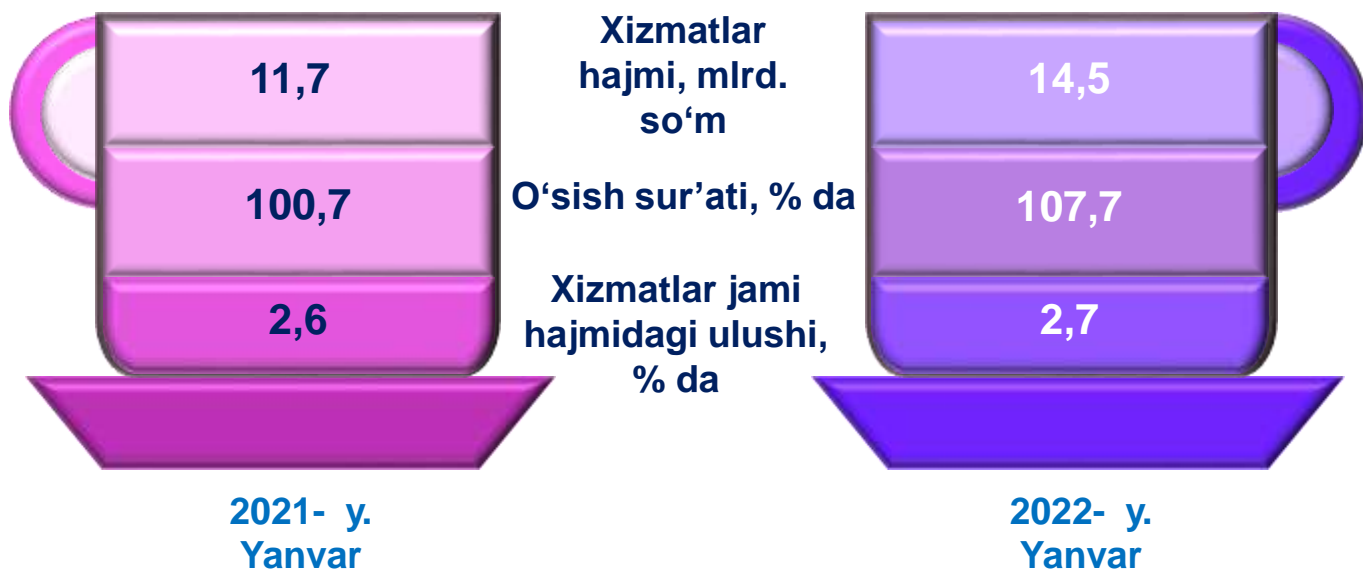 Xizmatlar
hajmi, mlrd.
so‘m
11,7
14,5
O‘sish sur’ati, % da
100,7
107,7
Xizmatlar jami
hajmidagi ulushi,
% da
2,6
2,7
2021- y.
Yanvar
2022- y.
Yanvar